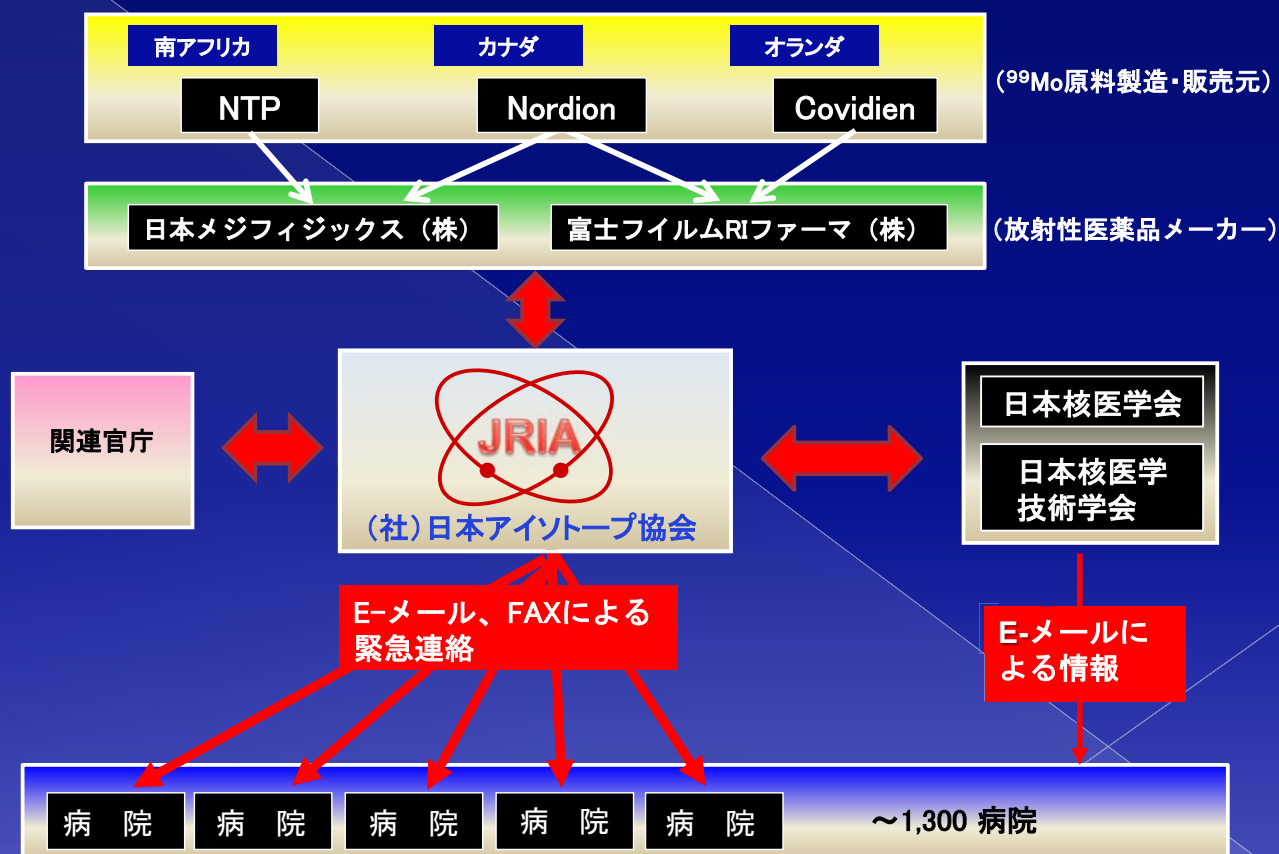 南アフリカ
カナダ
オランダ
NTP
Nordion
Covidien
(⁹⁹Mo原料製造・販売元)
日本メジフィジックス(株)
富士フイルムRIファーマ(株)
(放射性医薬品メーカー)
関連官庁
JRIA
(社)日本アイソトープ協会
日本核医学会
日本核医学
技術学会
E-メール、FAXによる
緊急連絡
E-メールに
よる情報
病 院
病 院
病 院
病 院
病 院
～1,300 病院